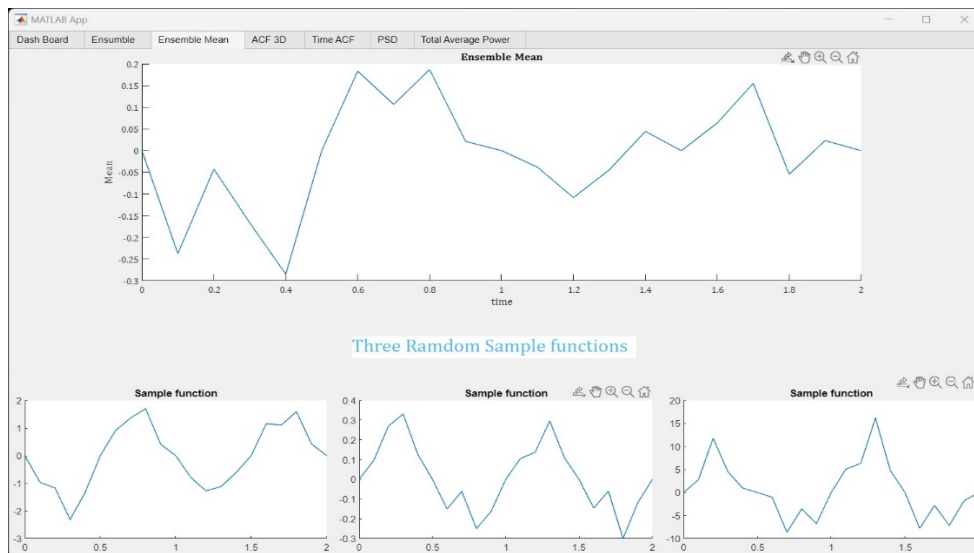 MATLAB App
Dash Board Ensumble Ensemble Mean ACF 3D Time ACF PSD Total Average Power
Ensemble Mean
0.2
0.15
0.1
0.05
0
-0.05
-0.1
-0.15
-0.2
-0.25
-0.3
Mean
0 0.2 0.4 0.6 0.8 1 1.2 1.4 1.6 1.8 2
time
Three Ramdom Sample functions
Sample function
2
1
0
-1
-2
-3
0 0.5 1 1.5 2
Sample function
0.4
0.3
0.2
0.1
0
-0.1
-0.2
-0.3
0 0.5 1 1.5 2
Sample function
20
15
10
5
0
-5
-10
0 0.5 1 1.5